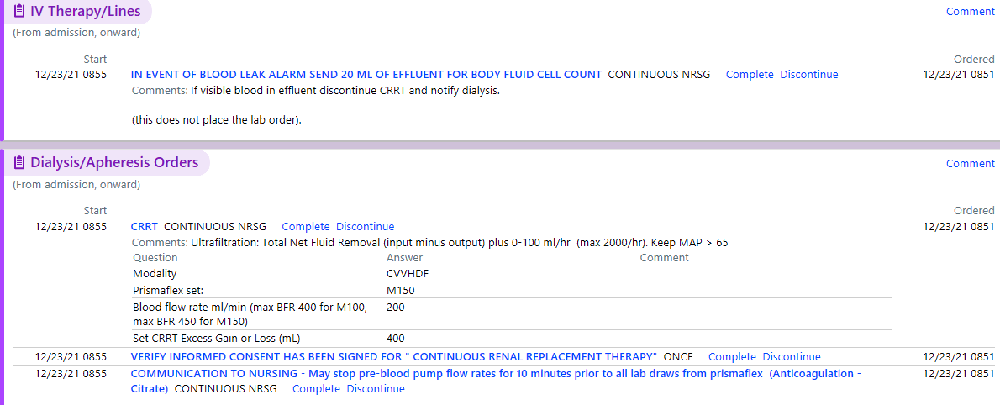 IV Therapy/Lines Comment
(From admission, onward)
Start Ordered
12/23/21 0855 IN EVENT OF BLOOD LEAK ALARM SEND 20 ML OF EFFLUENT FOR BODY FLUID CELL COUNT CONTINUOUS NRSG Complete Discontinue 12/23/21 0851
Comments: If visible blood in effluent discontinue CRRT and notify dialysis.
(this does not place the lab order).
Dialysis/Apheresis Orders Comment
(From admission, onward)
Start Ordered
12/23/21 0855 CRRT CONTINUOUS NRSG Complete Discontinue 12/23/21 0851
Comments: Ultrafiltration: Total Net Fluid Removal (input minus output) plus 0-100 ml/hr (max 2000/hr). Keep MAP > 65
Question Answer Comment
Modality CVVHDF
Prismaflex set: M150
Blood flow rate ml/min (max BFR 400 for M100, 200
max BFR 450 for M150)
Set CRRT Excess Gain or Loss (mL) 400
12/23/21 0855 VERIFY INFORMED CONSENT HAS BEEN SIGNED FOR " CONTINUOUS RENAL REPLACEMENT THERAPY" ONCE Complete Discontinue 12/23/21 0851
12/23/21 0855 COMMUNICATION TO NURSING - May stop pre-blood pump flow rates for 10 minutes prior to all lab draws from prismaflex (Anticoagulation - 12/23/21 0851
Citrate) CONTINUOUS NRSG Complete Discontinue